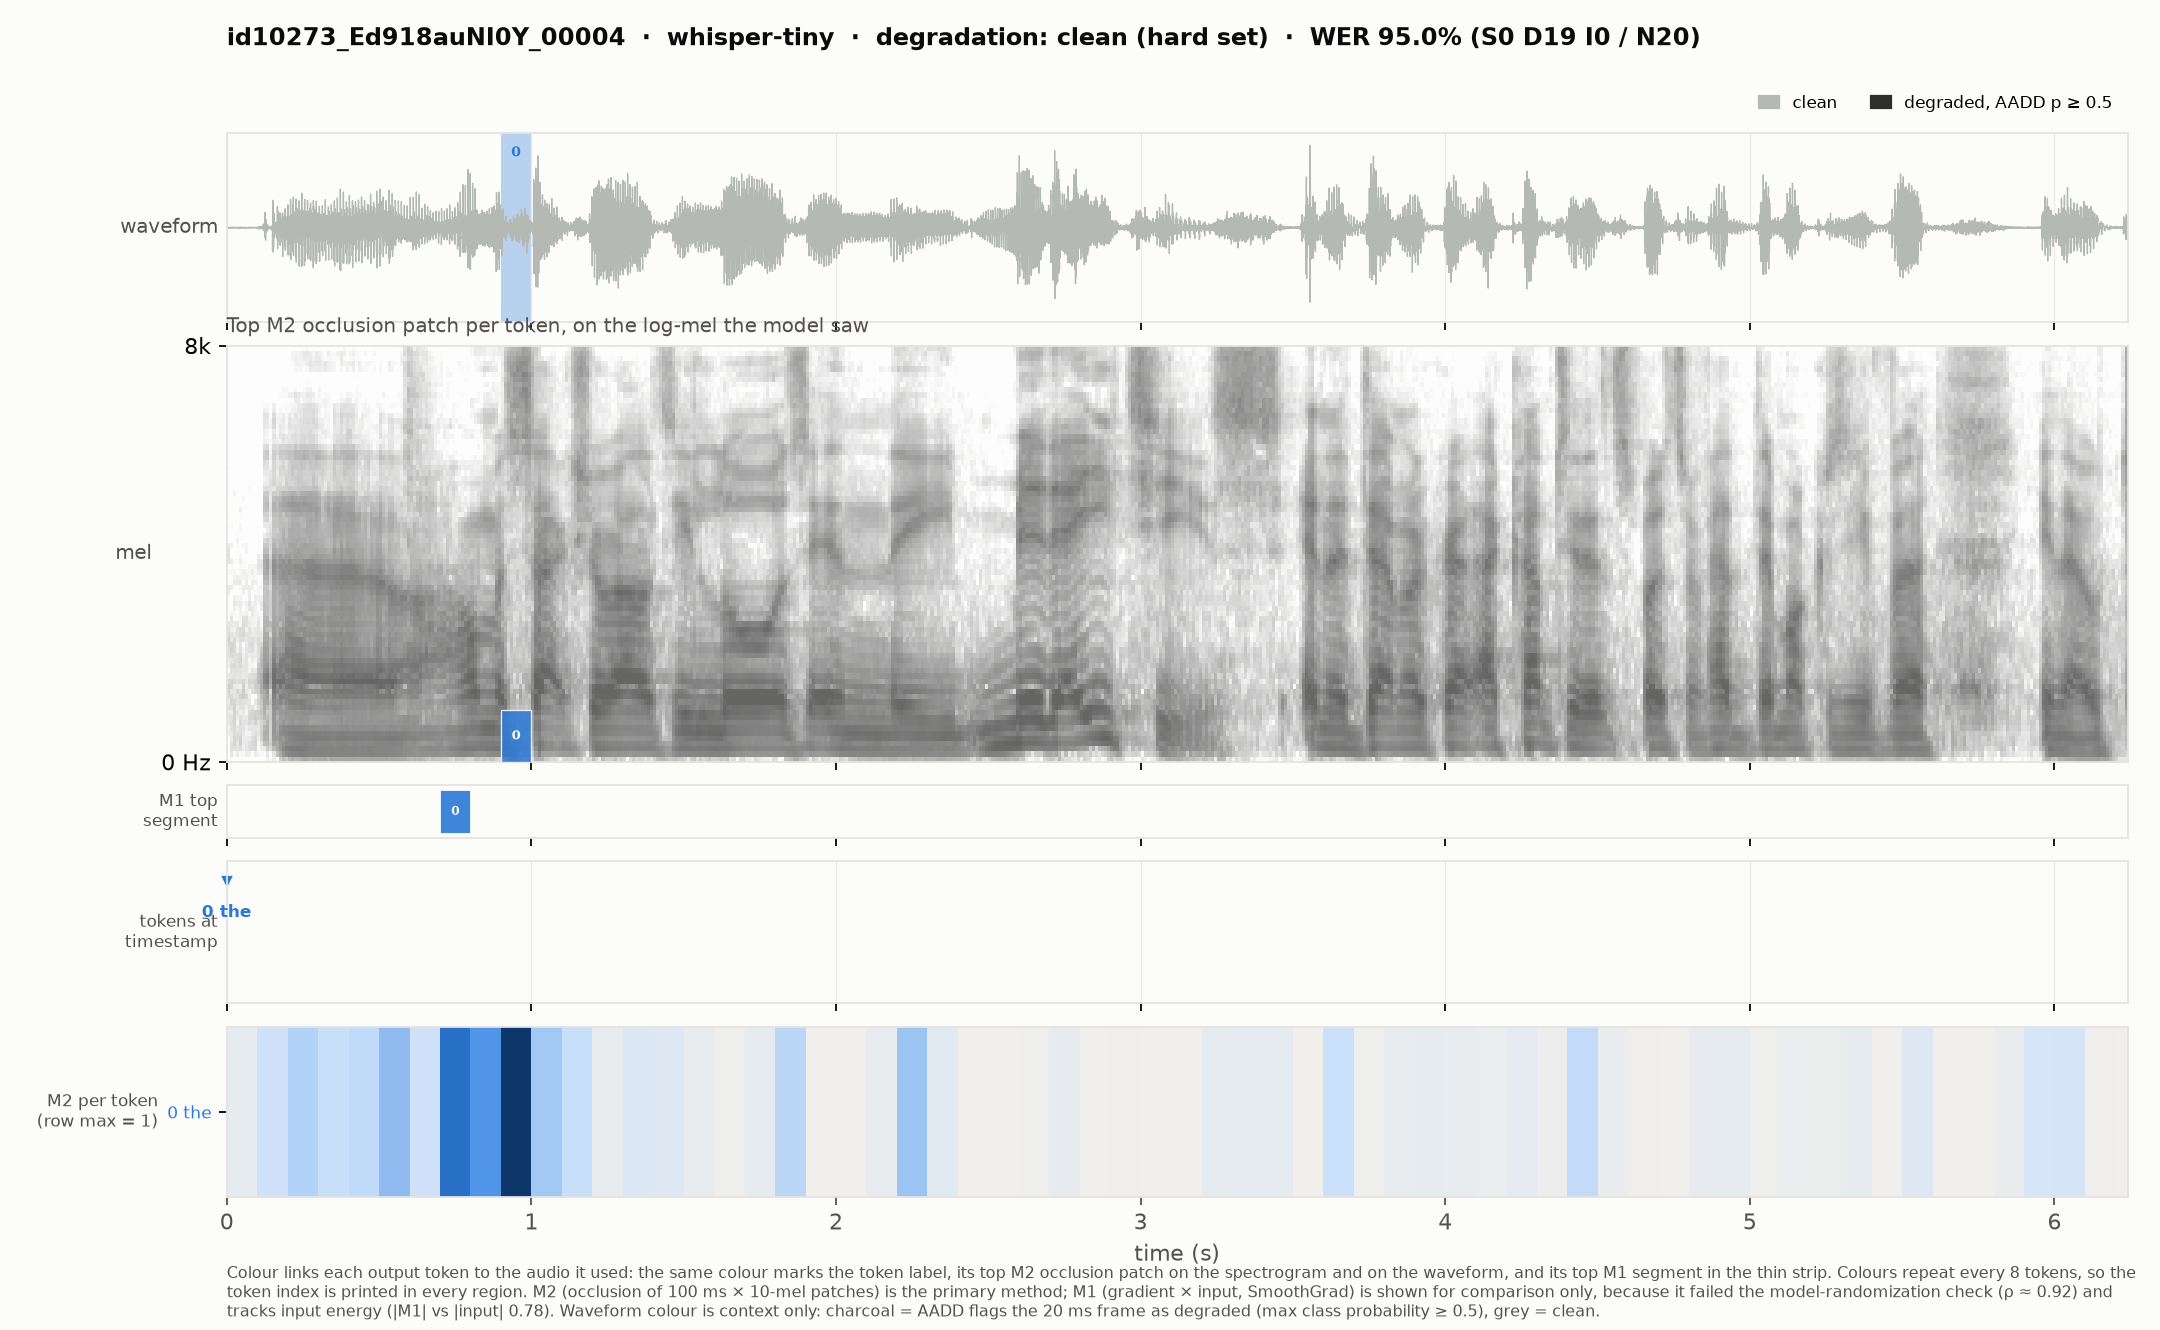 id10273_Ed918auNI0Y_00004 · whisper-tiny · degradation: clean (hard set) · WER 95.0% (S0 D19 I0 / N20)
clean
degraded, AADD p ≥ 0.5
0
waveform
Top M2 occlusion patch per token, on the log-mel the model saw
8k
mel
0
0 Hz
M1 top
segment
0
0 the
tokens at
timestamp
M2 per token
(row max = 1)
0 the
0 1 2 3 4 5 6
time (s)
Colour links each output token to the audio it used: the same colour marks the token label, its top M2 occlusion patch on the spectrogram and on the waveform, and its top M1 segment in the thin strip. Colours repeat every 8 tokens, so the
token index is printed in every region. M2 (occlusion of 100 ms × 10-mel patches) is the primary method; M1 (gradient × input, SmoothGrad) is shown for comparison only, because it failed the model-randomization check (ρ ≈ 0.92) and
tracks input energy (|M1| vs |input| 0.78). Waveform colour is context only: charcoal = AADD flags the 20 ms frame as degraded (max class probability ≥ 0.5), grey = clean.